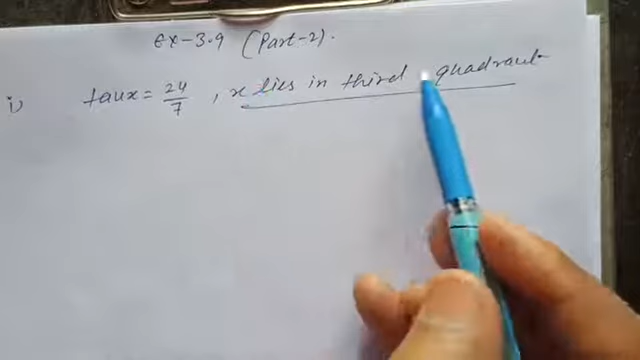 Ex-3.9 (Part-2).
i) tanx = 24/7 , x lies in third quadrant